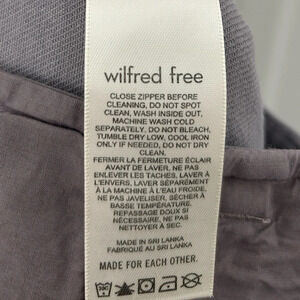 wilfred free
CLOSE ZIPPER BEFORE
CLEANING, DO NOT SPOT
CLEAN, WASH INSIDE OUT,
MACHINE WASH COLD
SEPARATELY, DO NOT BLEACH,
TUMBLE DRY LOW, COOL IRON
ONLY IF NEEDED, DO NOT DRY
CLEAN.
FERMER LA FERMETURE ÉCLAIR
AVANT DE LAVER, NE PAS
ENLEVER LES TACHES, LAVER À
L'ENVERS, LAVER SÉPARÉMENT
À LA MACHINE À L'EAU FROIDE,
NE PAS JAVELISER, SÉCHER À
BASSE TEMPÉRATURE.
REPASSAGE DOUX SI
NÉCESSAIRE, NE PAS
NETTOYER À SEC.
MADE IN SRI LANKA
FABRIQUÉ AU SRI LANKA
MADE FOR EACH OTHER.